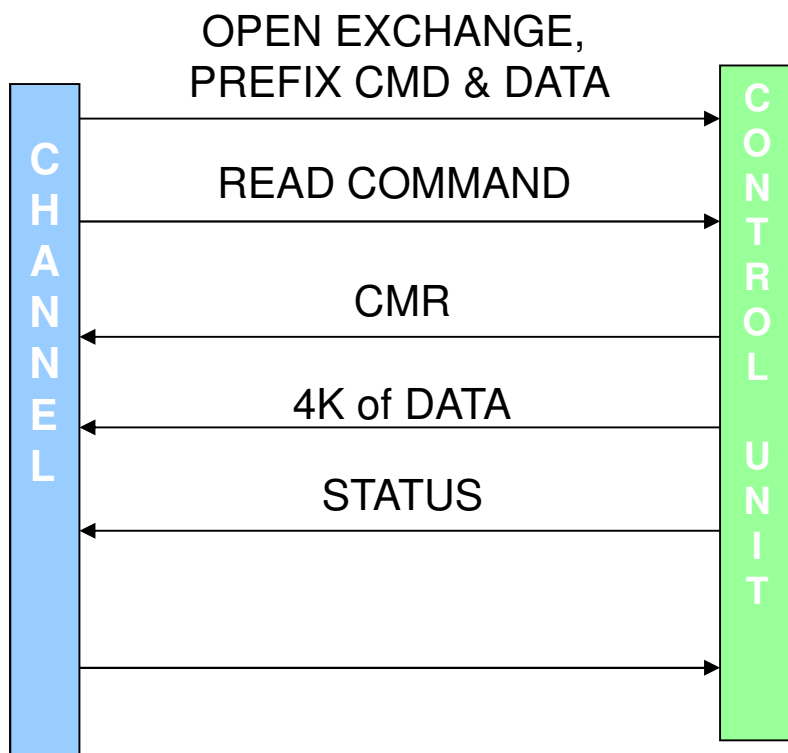 OPEN EXCHANGE,
PREFIX CMD & DATA
CHANNEL
CONTROL UNIT
READ COMMAND
CMR
4K of DATA
STATUS